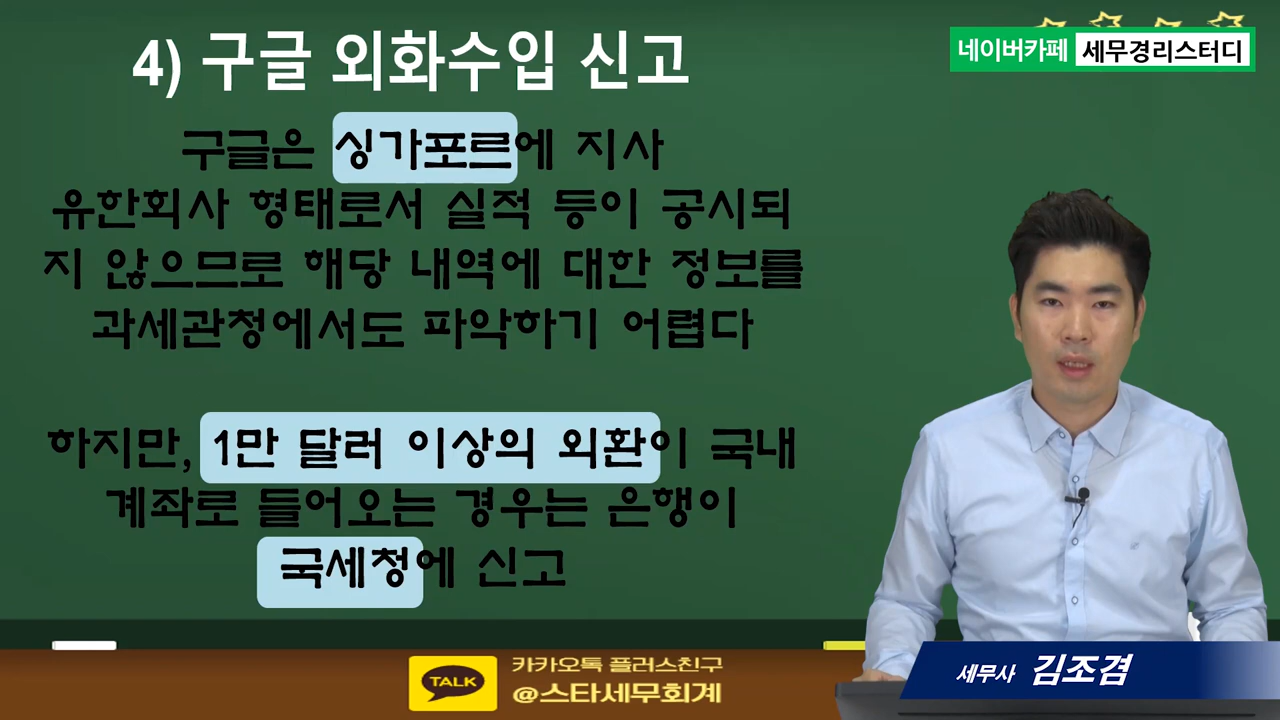 4) 구글 외화수입 신고
네이버카페 세무경리스터디
구글은 싱가포르에 지사
유한회사 형태로서 실적 등이 공시되
지 않으므로 해당 내역에 대한 정보를
과세관청에서도 파악하기 어렵다
하지만, 1만 달러 이상의 외환이 국내
계좌로 들어오는 경우는 은행이
국세청에 신고
TALK
카카오톡 플러스친구
@스타세무회계
세무사 김조겸